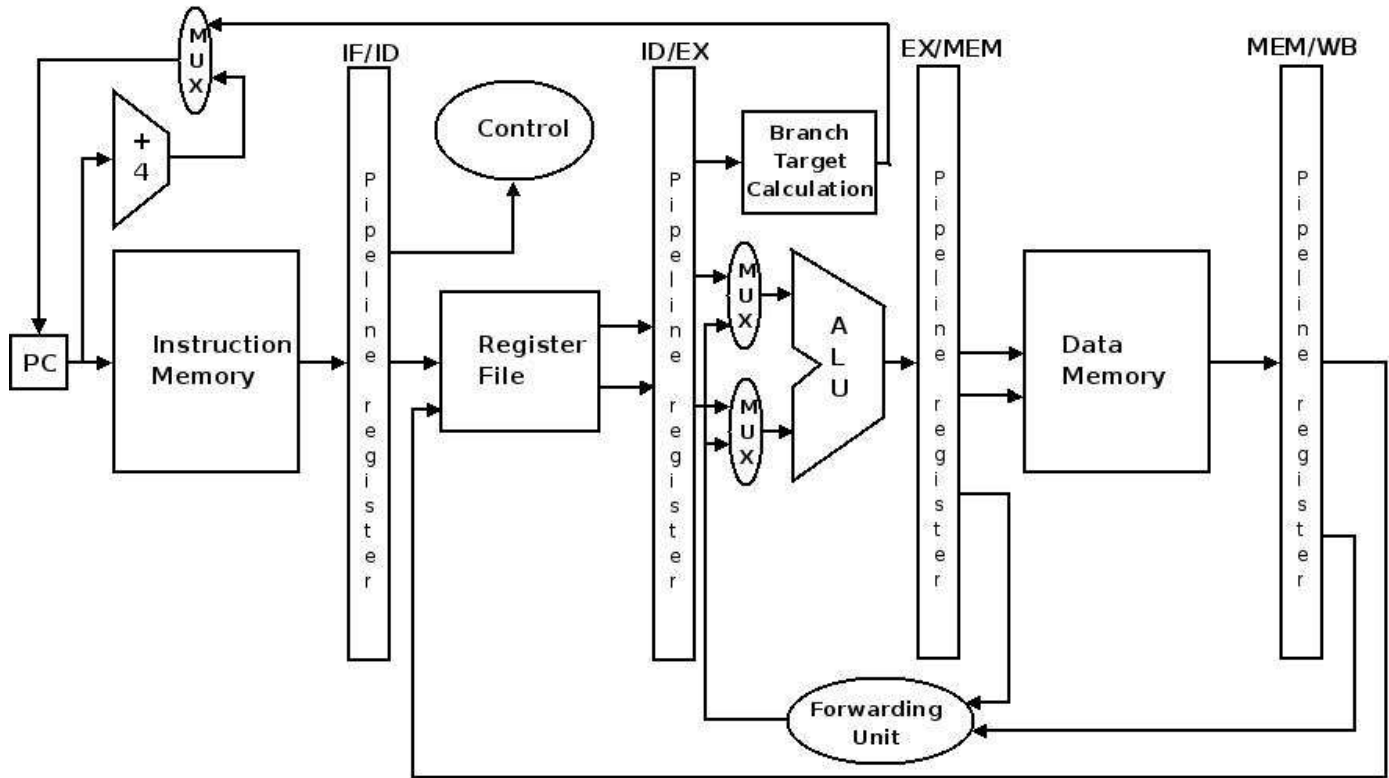 MUX
IF/ID
ID/EX
EX/MEM
MEM/WB
+
4
Control
Branch
Target
Calculation
Pipeline register
Pipeline register
Pipeline register
Pipeline register
PC
Instruction
Memory
Register
File
MUX
MUX
ALU
Data
Memory
Forwarding
Unit